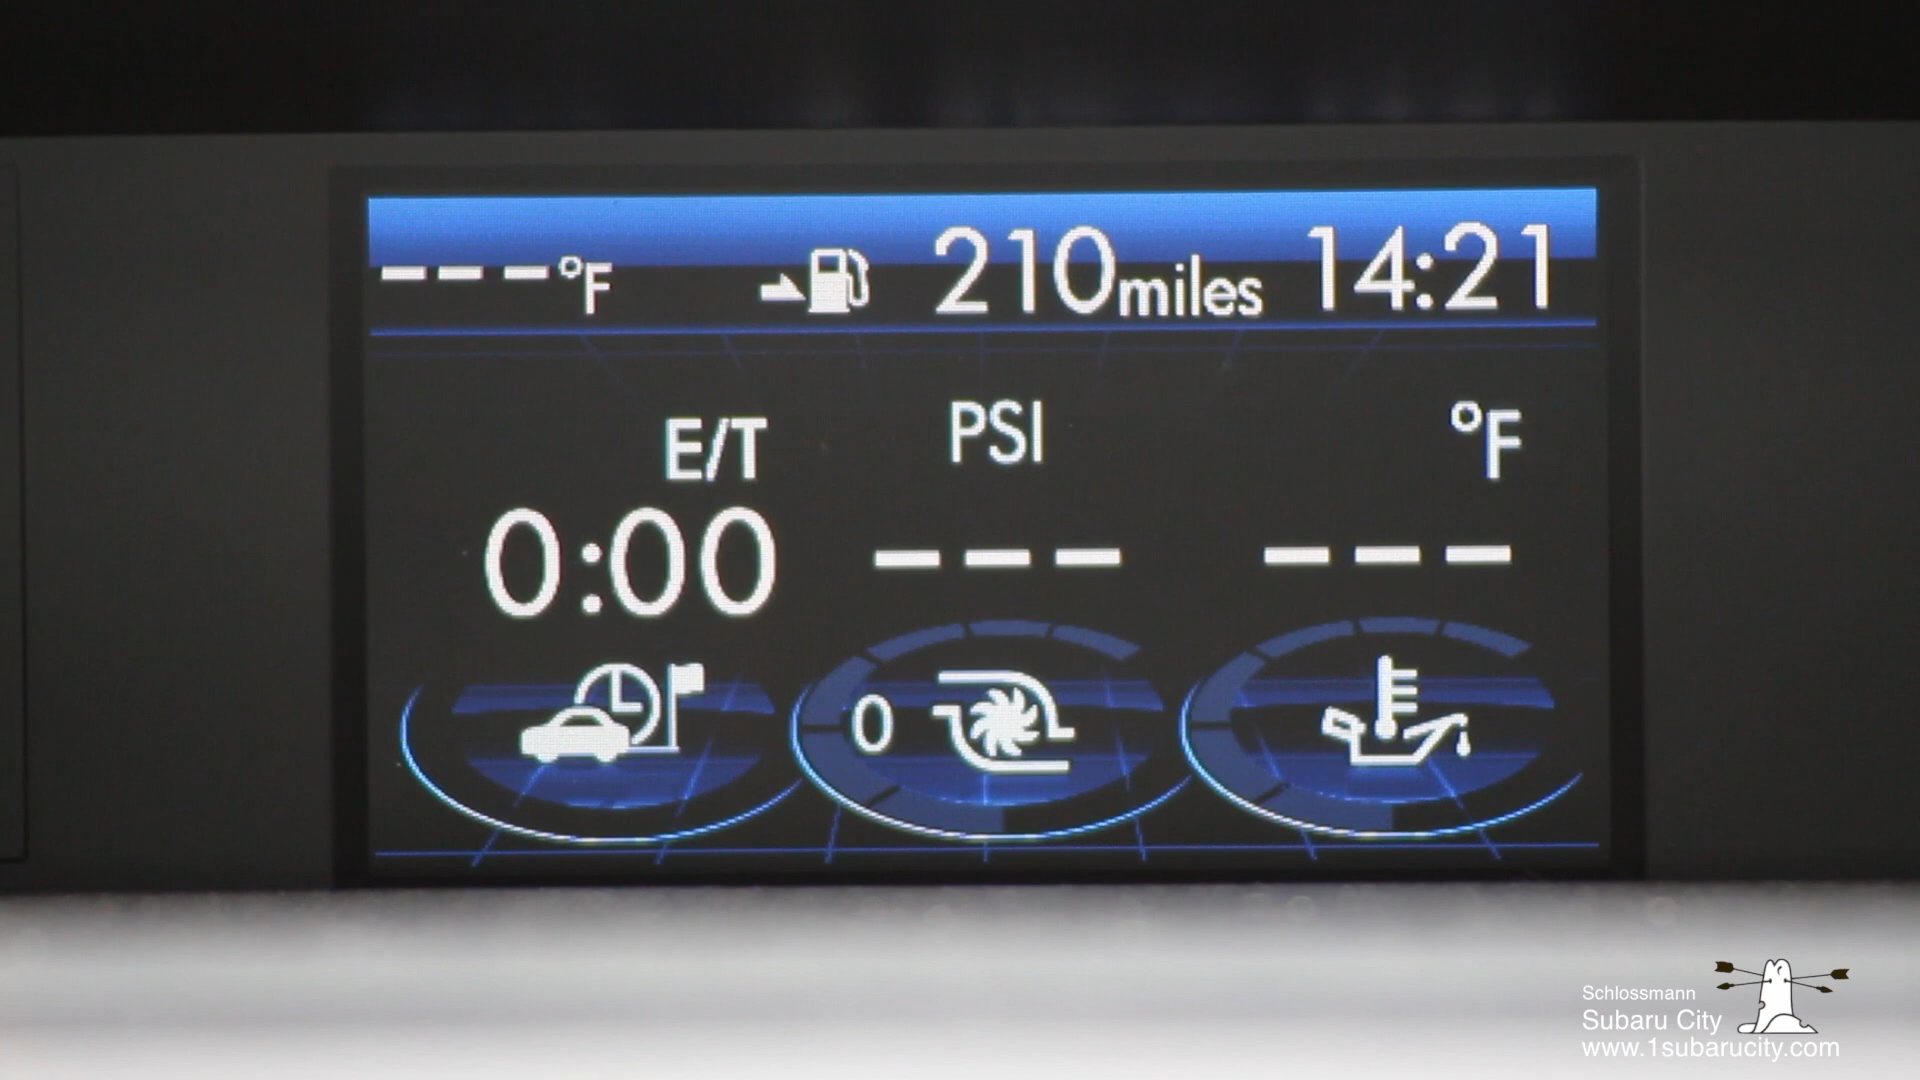 ---°F 210miles 14:21
E/T PSI °F
0:00 --- ---
0
Schlossmann
Subaru City
www.1subarucity.com